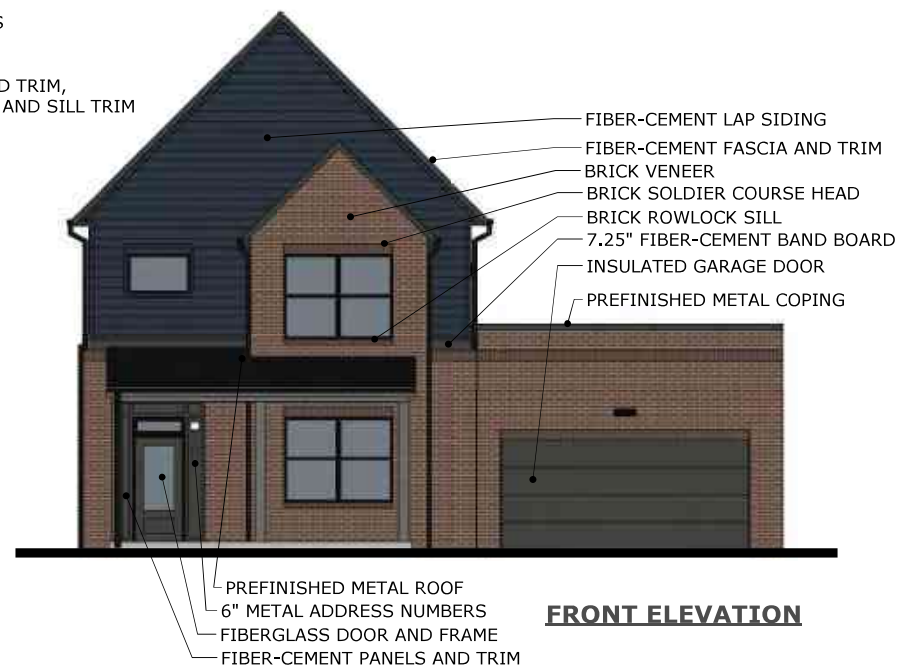 S
D TRIM,
AND SILL TRIM
FIBER-CEMENT LAP SIDING
FIBER-CEMENT FASCIA AND TRIM
BRICK VENEER
BRICK SOLDIER COURSE HEAD
BRICK ROWLOCK SILL
7.25" FIBER-CEMENT BAND BOARD
INSULATED GARAGE DOOR
PREFINISHED METAL COPING
PREFINISHED METAL ROOF
6" METAL ADDRESS NUMBERS
FIBERGLASS DOOR AND FRAME
FIBER-CEMENT PANELS AND TRIM
FRONT ELEVATION